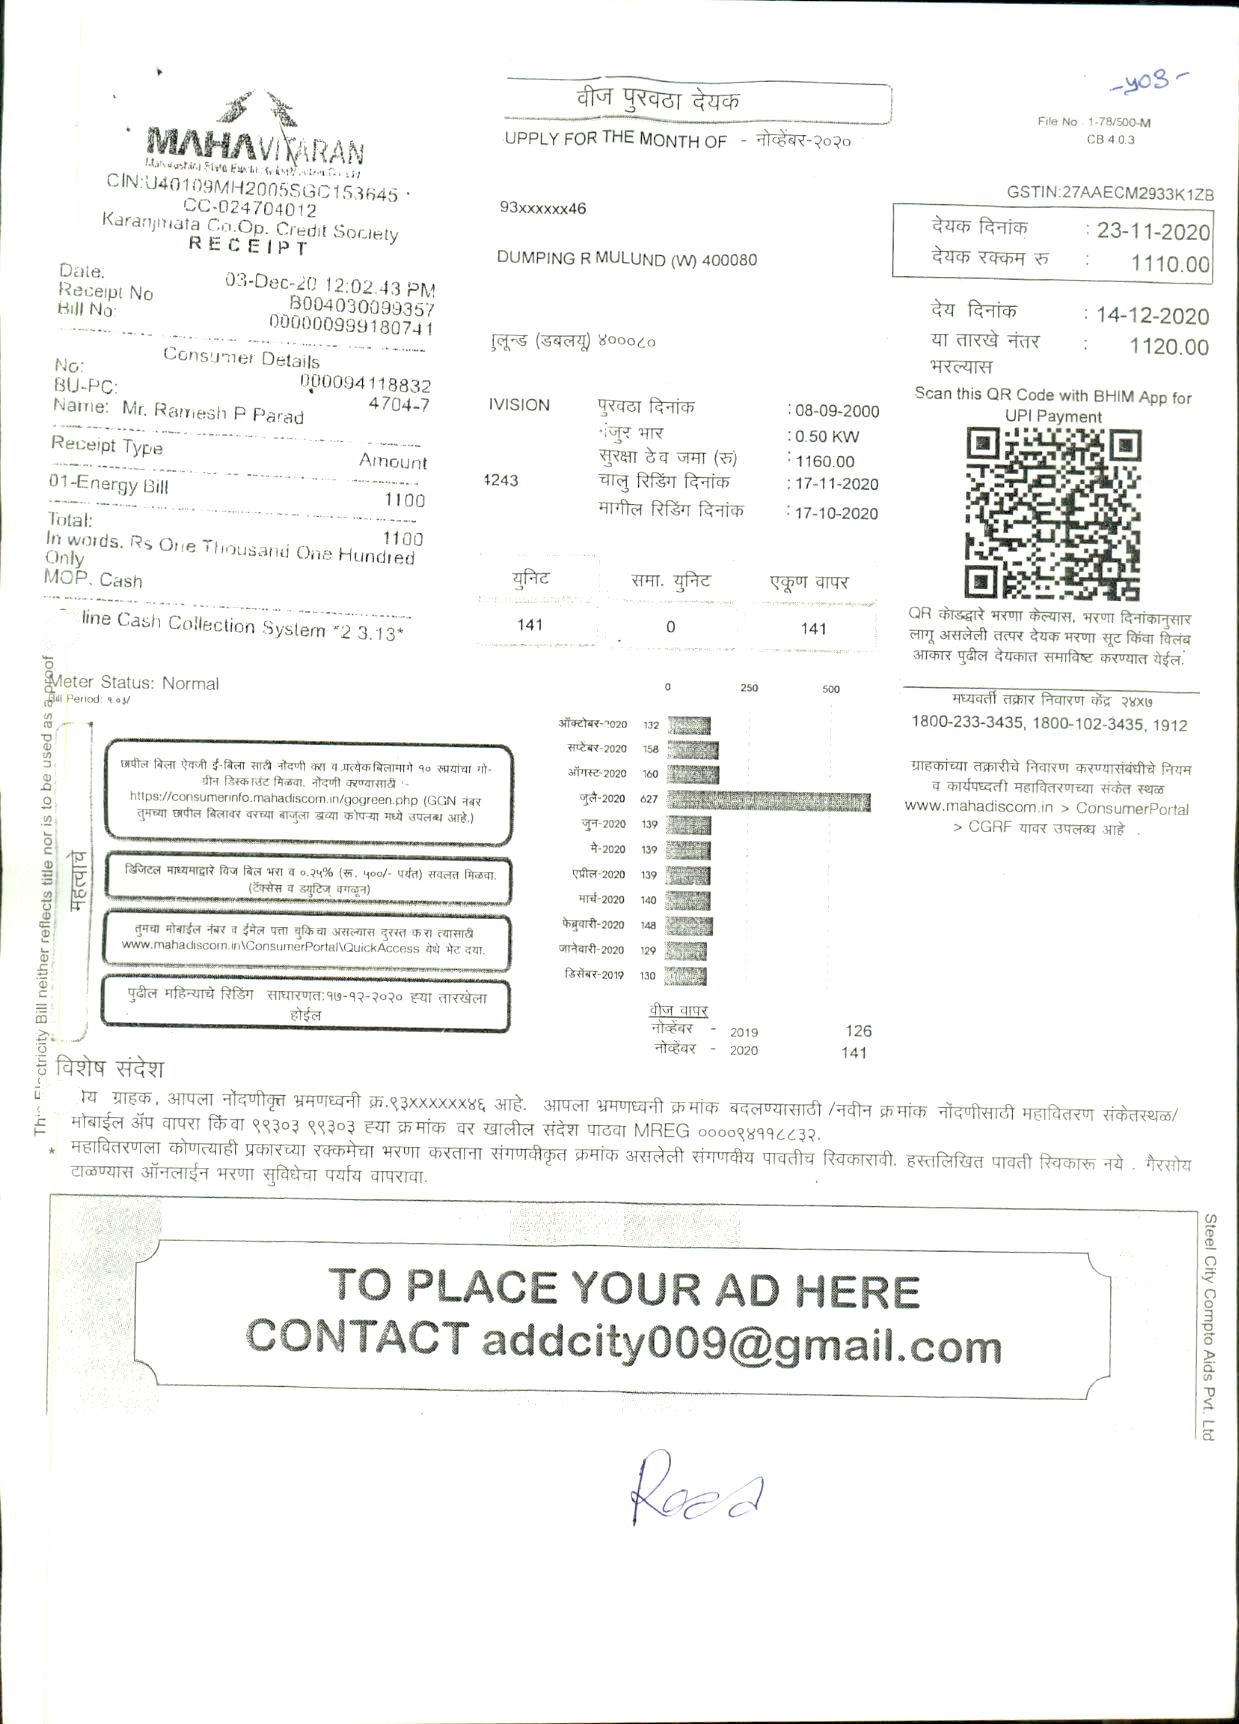 -403-
वीज पुरवठा देयक
UPPLY FOR THE MONTH OF - नोव्हेंबर-२०२०
File No 1-78/500-M
CB 4 0.3
MAHAVITARAN
Maharashtra State Electricity Distribution Co. Ltd
CIN:U40109MH2005SGC153645
CC-024704012
Karanjmata Co.Op. Credit Society
RECEIPT
Date: 03-Dec-20 12:02.43 PM
Receipt No B004030099357
Bill No: 000000999180741
Consumer Details
No: 000094118832
BU-PC: 4704-7
Name: Mr. Ramesh P Parad
Receipt Type Amount
01-Energy Bill 1100
Total: 1100
In words. Rs One Thousand One Hundred
Only
MOP. Cash
line Cash Collection System *2 3.13*
93xxxxxx46
DUMPING R MULUND (W) 400080
मुलून्ड (डबलयू) ४०००८०
IVISION
4243
पुरवठा दिनांक : 08-09-2000
मंजुर भार : 0.50 KW
सुरक्षा ठेव जमा (रु) : 1160.00
चालु रिडिंग दिनांक : 17-11-2020
मागील रिडिंग दिनांक : 17-10-2020
युनिट समा. युनिट एकूण वापर
141 0 141
GSTIN:27AAECM2933K1ZB
देयक दिनांक : 23-11-2020
देयक रक्कम रु : 1110.00
देय दिनांक : 14-12-2020
या तारखे नंतर : 1120.00
भरल्यास
Scan this QR Code with BHIM App for
UPI Payment
QR कोडद्वारे भरणा केल्यास, भरणा दिनांकानुसार
लागू असलेली तत्पर देयक भरणा सूट किंवा विलंब
आकार पुढील देयकात समाविष्ट करण्यात येईल.
मध्यवर्ती तक्रार निवारण केंद्र २४X७
1800-233-3435, 1800-102-3435, 1912
ग्राहकांच्या तक्रारीचे निवारण करण्यासंबंधीचे नियम
व कार्यपध्दती महावितरणच्या संकेत स्थळ
www.mahadiscom.in > ConsumerPortal
> CGRF यावर उपलब्ध आहे .
Meter Status: Normal
Bill Period: १.०३/
0 250 500
ऑक्टोबर-2020 132
सप्टेंबर-2020 158
ऑगस्ट-2020 160
जुलै-2020 627
जुन-2020 139
मे-2020 139
एप्रील-2020 139
मार्च-2020 140
फेब्रुवारी-2020 148
जानेवारी-2020 129
डिसेंबर-2019 130
वीज वापर
नोव्हेंबर - 2019 126
नोव्हेंबर - 2020 141
महत्वाचे
छापील बिला ऐवजी ई-बिला साठी नोंदणी करा व प्रत्येक बिलामागे १० रूपयांचा गो-
ग्रीन डिस्काउंट मिळवा. नोंदणी करण्यासाठी :-
https://consumerinfo.mahadiscom.in/gogreen.php (GGN नंबर
तुमच्या छापील बिलावर वरच्या बाजुला डाव्या कोपऱ्या मध्ये उपलब्ध आहे.)
डिजिटल माध्यमाद्वारे विज बिल भरा व ०.२५% (रू. ५००/- पर्यंत) सवलत मिळवा.
(टॅक्सेस व ड्युटिज वगळून)
तुमचा मोबाईल नंबर व ईमेल पत्ता चुकिचा असल्यास दुरस्त करा त्यासाठी
www.mahadiscom.in\ConsumerPortal\QuickAccess येथे भेट दया.
पुढील महिन्याचे रिडिंग साधारणत:१७-१२-२०२० ह्या तारखेला
होईल
This Electricity Bill neither reflects title nor is to be used as a proof
विशेष संदेश
प्रिय ग्राहक, आपला नोंदणीकृत भ्रमणध्वनी क्र.९३XXXXXX४६ आहे. आपला भ्रमणध्वनी क्रमांक बदलण्यासाठी /नवीन क्रमांक नोंदणीसाठी महावितरण संकेतस्थळ/
मोबाईल ॲप वापरा किंवा ९९३०३ ९९३०३ ह्या क्रमांक वर खालील संदेश पाठवा MREG ००००९४११८८३२.
* महावितरणला कोणत्याही प्रकारच्या रक्कमेचा भरणा करताना संगणकीकृत क्रमांक असलेली संगणकीय पावतीच स्विकारावी. हस्तलिखित पावती स्विकारू नये . गैरसोय
टाळण्यास ऑनलाईन भरणा सुविधेचा पर्याय वापरावा.
TO PLACE YOUR AD HERE
CONTACT addcity009@gmail.com
Steel City Compto Aids Pvt. Ltd